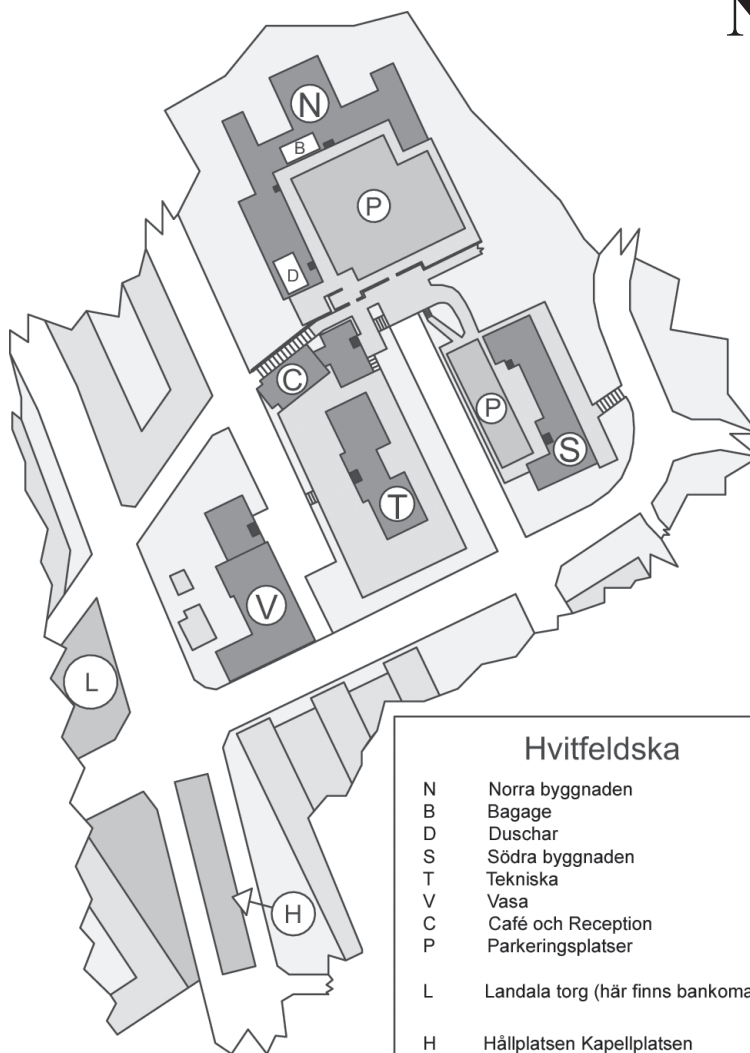 N
N
B
P
D
C
P
S
T
V
L
H
Hvitfeldska
N Norra byggnaden
B Bagage
D Duschar
S Södra byggnaden
T Tekniska
V Vasa
C Café och Reception
P Parkeringsplatser
L Landala torg (här finns bankoma
H Hållplatsen Kapellplatsen